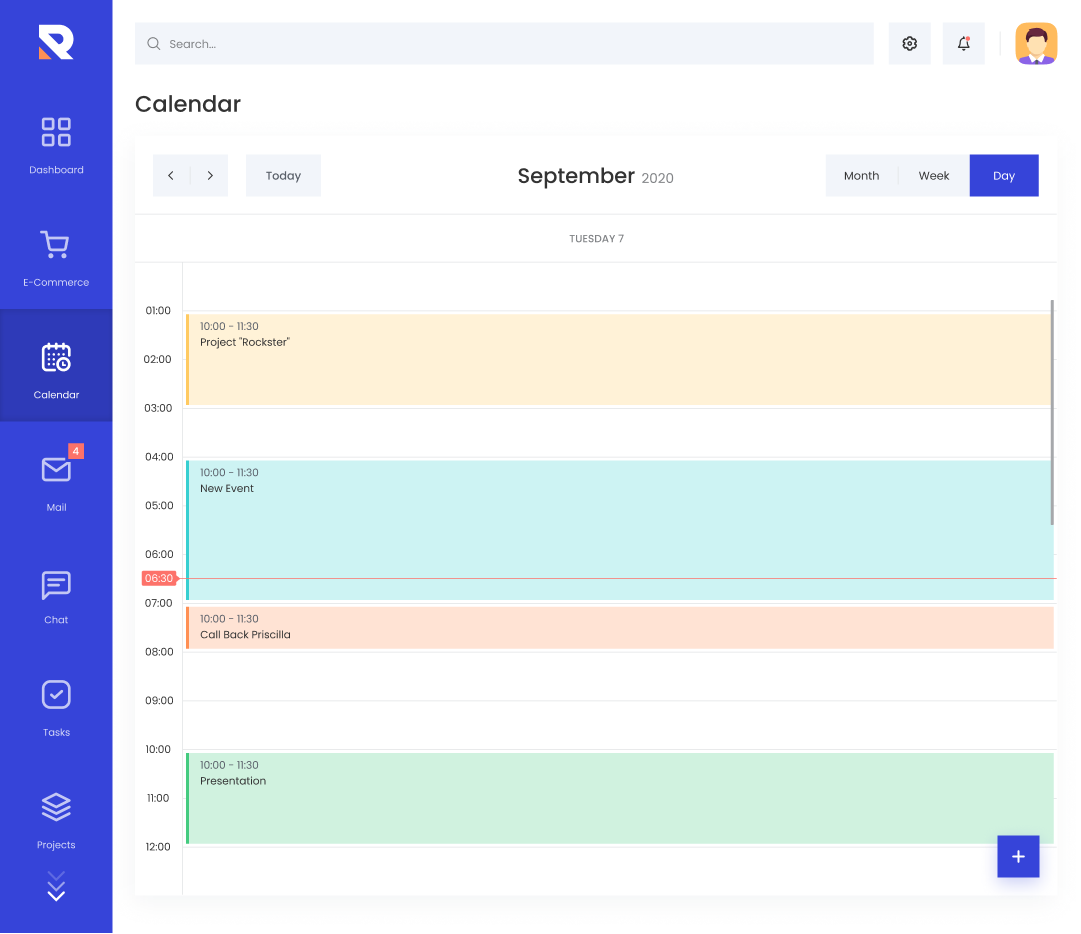 Search...
Calendar
Today
September 2020
Month
Week
Day
TUESDAY 7
Dashboard
E-Commerce
Calendar
4
Mail
Chat
Tasks
Projects
01:00
10:00 - 11:30
Project "Rockster"
02:00
03:00
04:00
10:00 - 11:30
New Event
05:00
06:00
06:30
07:00
10:00 - 11:30
Call Back Priscilla
08:00
09:00
10:00
10:00 - 11:30
Presentation
11:00
12:00